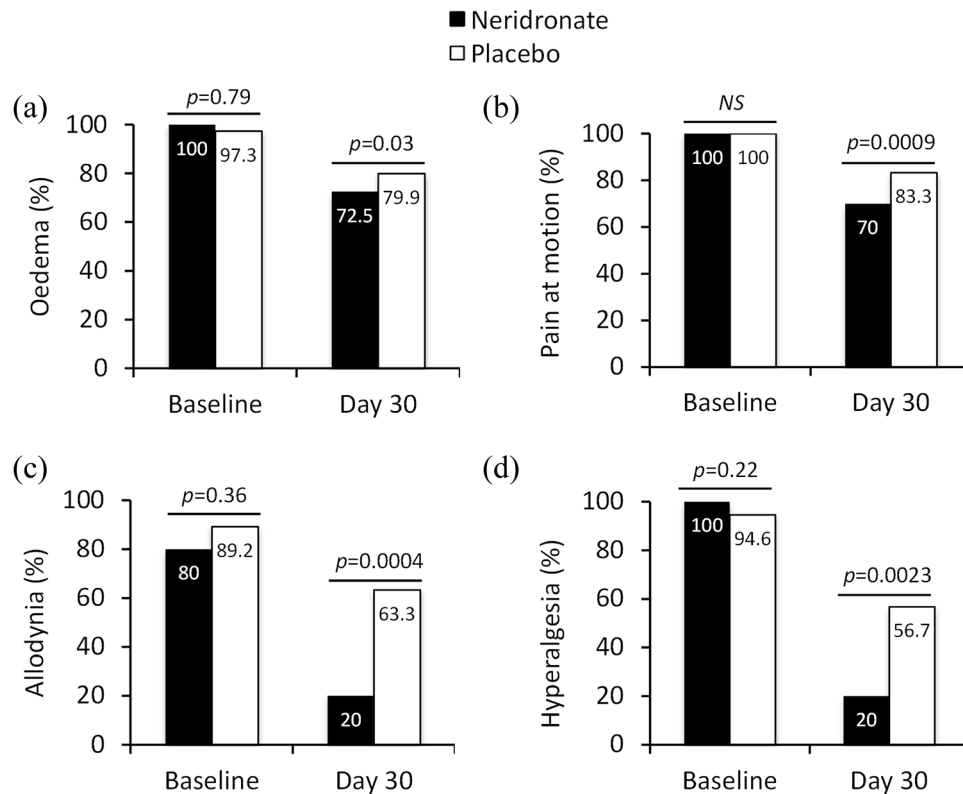 Neridronate
Placebo
(a)
p=0.79
p=0.03
Oedema (%)
100
80
60
40
20
0
100
97.3
72.5
79.9
Baseline
Day 30
(b)
NS
p=0.0009
Pain at motion (%)
100
80
60
40
20
0
100
100
70
83.3
Baseline
Day 30
(c)
p=0.36
p=0.0004
Allodynia (%)
100
80
60
40
20
0
80
89.2
20
63.3
Baseline
Day 30
(d)
p=0.22
p=0.0023
Hyperalgesia (%)
100
80
60
40
20
0
100
94.6
20
56.7
Baseline
Day 30